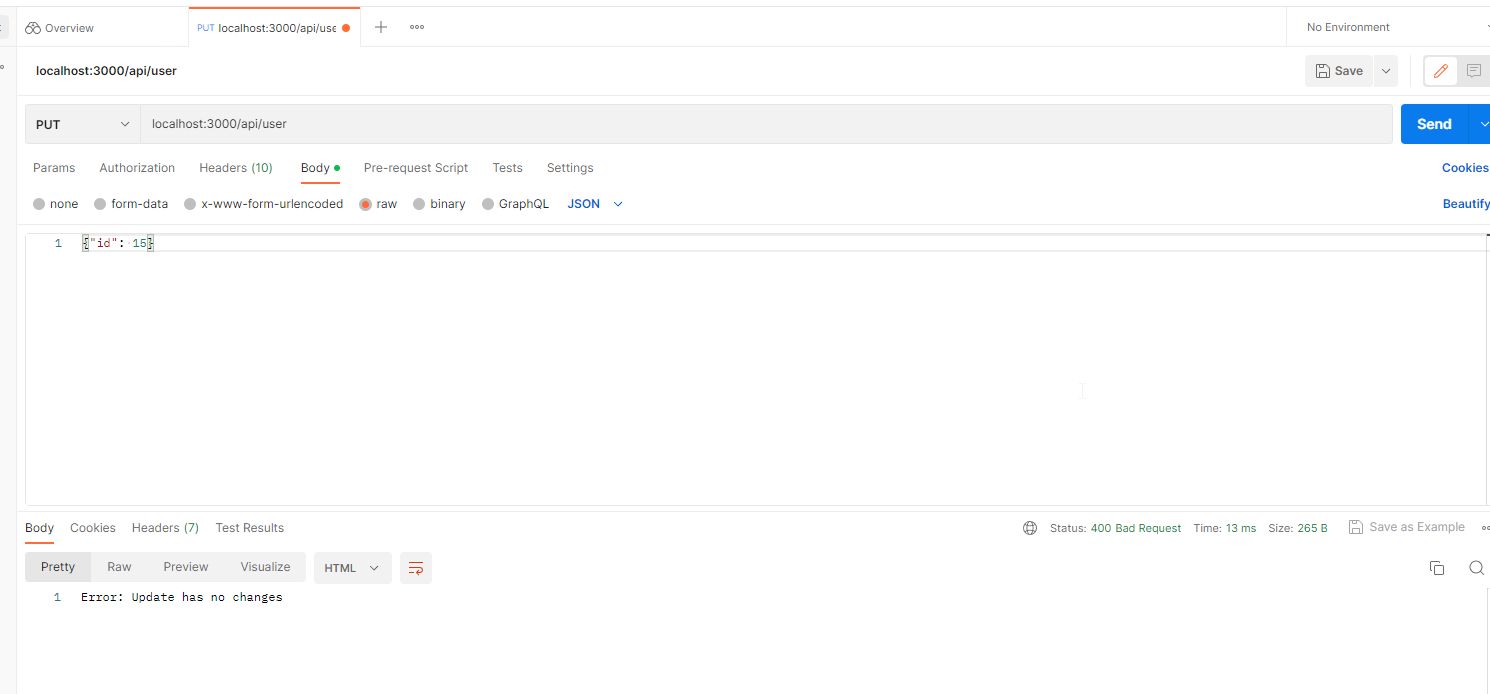 Overview
PUT localhost:3000/api/use
No Environment
localhost:3000/api/user
Save
PUT
localhost:3000/api/user
Send
Params Authorization Headers (10) Body Pre-request Script Tests Settings Cookies
none form-data x-www-form-urlencoded raw binary GraphQL JSON Beautify
1 {"id": 15}
Body Cookies Headers (7) Test Results Status: 400 Bad Request Time: 13 ms Size: 265 B Save as Example
Pretty Raw Preview Visualize HTML
1 Error: Update has no changes